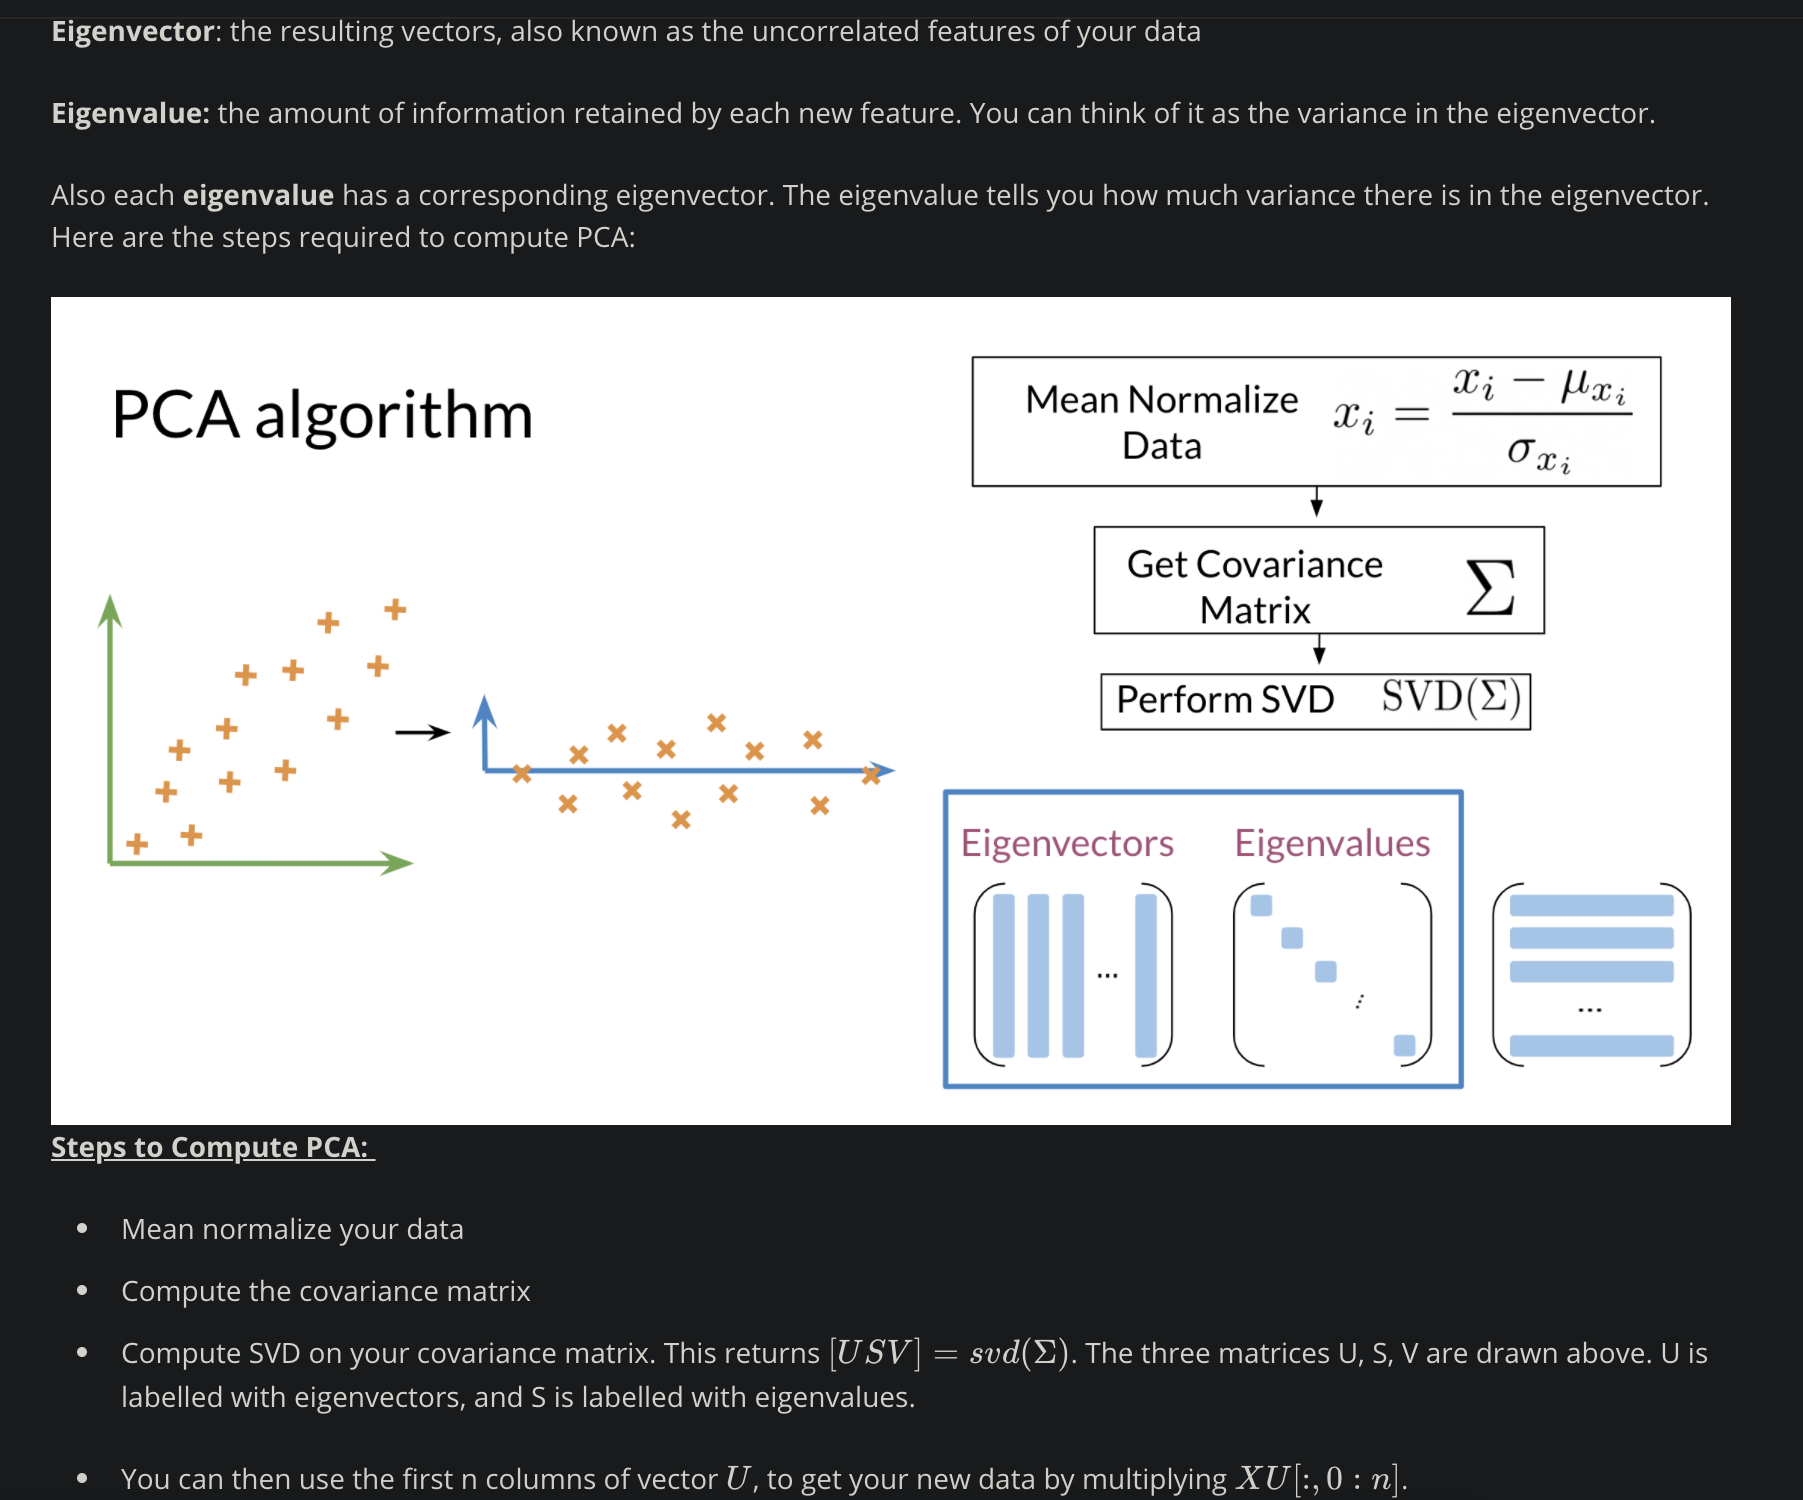 Eigenvector: the resulting vectors, also known as the uncorrelated features of your data
Eigenvalue: the amount of information retained by each new feature. You can think of it as the variance in the eigenvector.
Also each eigenvalue has a corresponding eigenvector. The eigenvalue tells you how much variance there is in the eigenvector.
Here are the steps required to compute PCA:
PCA algorithm
Mean Normalize
Data
x_i = \frac{x_i - \mu_{x_i}}{\sigma_{x_i}}
Get Covariance
Matrix
Σ
Perform SVD SVD(Σ)
Eigenvectors Eigenvalues
...
...
...
Steps to Compute PCA:
• Mean normalize your data
• Compute the covariance matrix
• Compute SVD on your covariance matrix. This returns [USV] = svd(Σ). The three matrices U, S, V are drawn above. U is
labelled with eigenvectors, and S is labelled with eigenvalues.
• You can then use the first n columns of vector U, to get your new data by multiplying XU[:, 0 : n].